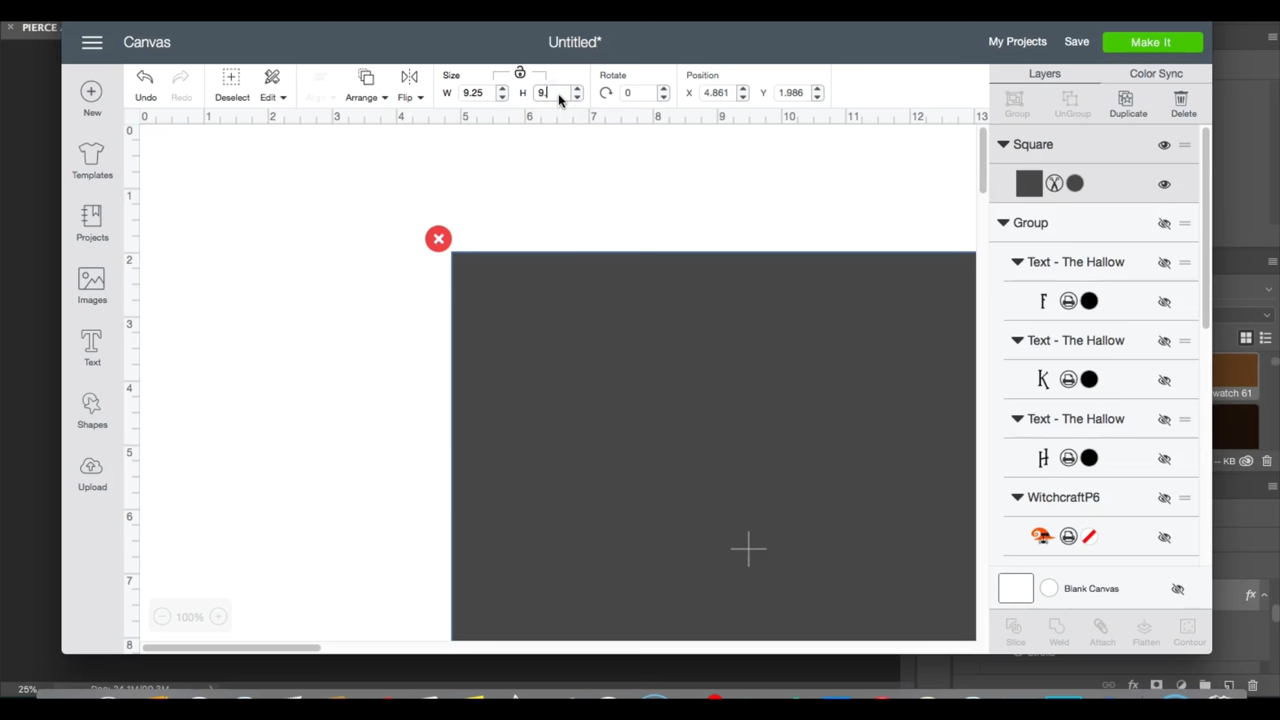 PIERCE
Canvas
Untitled*
My Projects
Save
Make It
Undo
Redo
Deselect
Edit
Align
Arrange
Flip
Size
W 9.25
H 9.
Rotate
0
Position
X 4.861
Y 1.986
Layers
Color Sync
Group
UnGroup
Duplicate
Delete
New
Templates
Projects
Images
Text
Shapes
Upload
0 1 2 3 4 5 6 7 8 9 10 11 12 13
0
1
2
3
4
5
6
7
8
100%
Square
Group
Text - The Hallow
F
Text - The Hallow
K
Text - The Hallow
H
WitchcraftP6
Blank Canvas
Slice
Weld
Attach
Flatten
Contour
watch 61
-- KB
fx
25%
fx